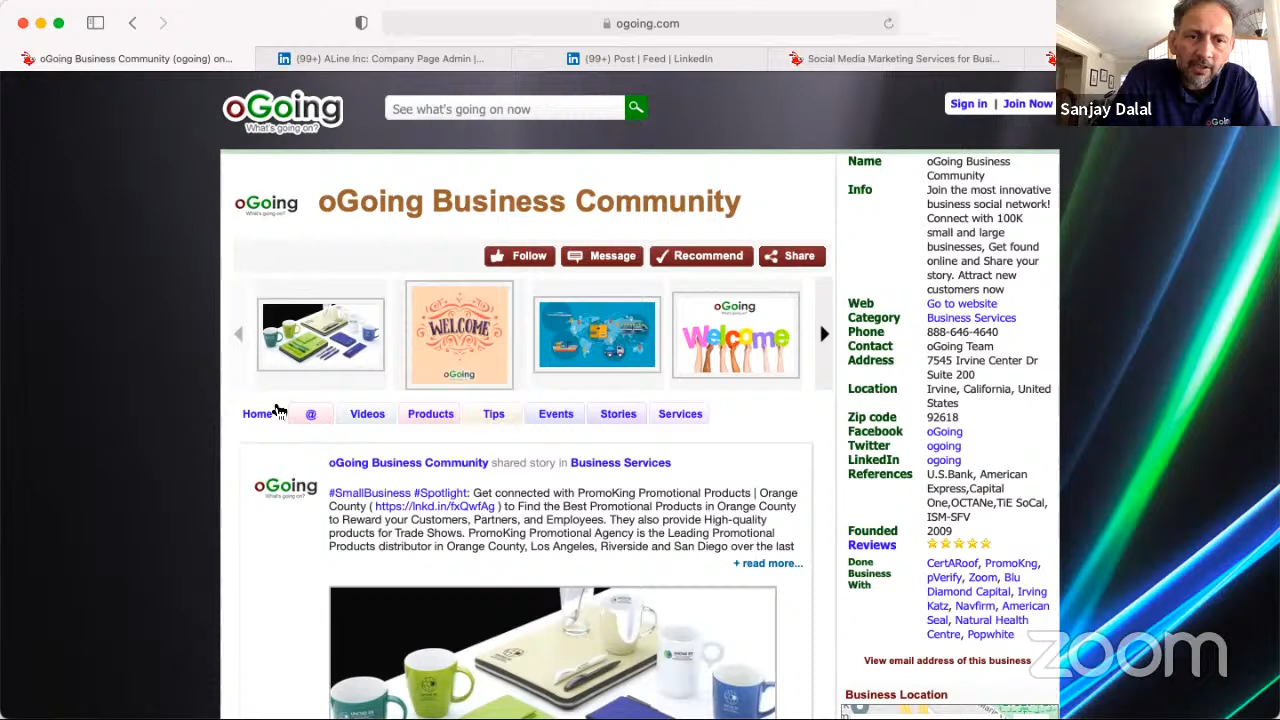 ogoing.com
oGoing Business Community (ogoing) on...
(99+) ALine Inc: Company Page Admin |...
(99+) Post | Feed | LinkedIn
Social Media Marketing Services for Busi...
Sanjay Dalal
oGoing
What's going on?
See what's going on now
Sign in | Join Now
oGoing
What's going on?
oGoing Business Community
Follow
Message
Recommend
Share
WELCOME
oGoing
oGoing
Welcome
Home
@
Videos
Products
Tips
Events
Stories
Services
oGoing
What's going on?
oGoing Business Community shared story in Business Services
#SmallBusiness #Spotlight: Get connected with PromoKing Promotional Products | Orange
County ( https://lnkd.in/fxQwfAg ) to Find the Best Promotional Products in Orange County
to Reward your Customers, Partners, and Employees. They also provide High-quality
products for Trade Shows. PromoKing Promotional Agency is the Leading Promotional
Products distributor in Orange County, Los Angeles, Riverside and San Diego over the last
+ read more...
Name oGoing Business
Community
Info Join the most innovative
business social network!
Connect with 100K
small and large
businesses, Get found
online and Share your
story. Attract new
customers now
Web Go to website
Category Business Services
Phone 888-646-4640
Contact oGoing Team
Address 7545 Irvine Center Dr
Suite 200
Location Irvine, California, United
States
Zip code 92618
Facebook oGoing
Twitter ogoing
LinkedIn ogoing
References U.S.Bank, American
Express,Capital
One,OCTANe,TiE SoCal,
ISM-SFV
Founded 2009
Reviews
Done CertARoof, PromoKng,
Business pVerify, Zoom, Blu
With Diamond Capital, Irving
Katz, Navfirm, American
Seal, Natural Health
Centre, Popwhite
View email address of this business
Business Location
zoom